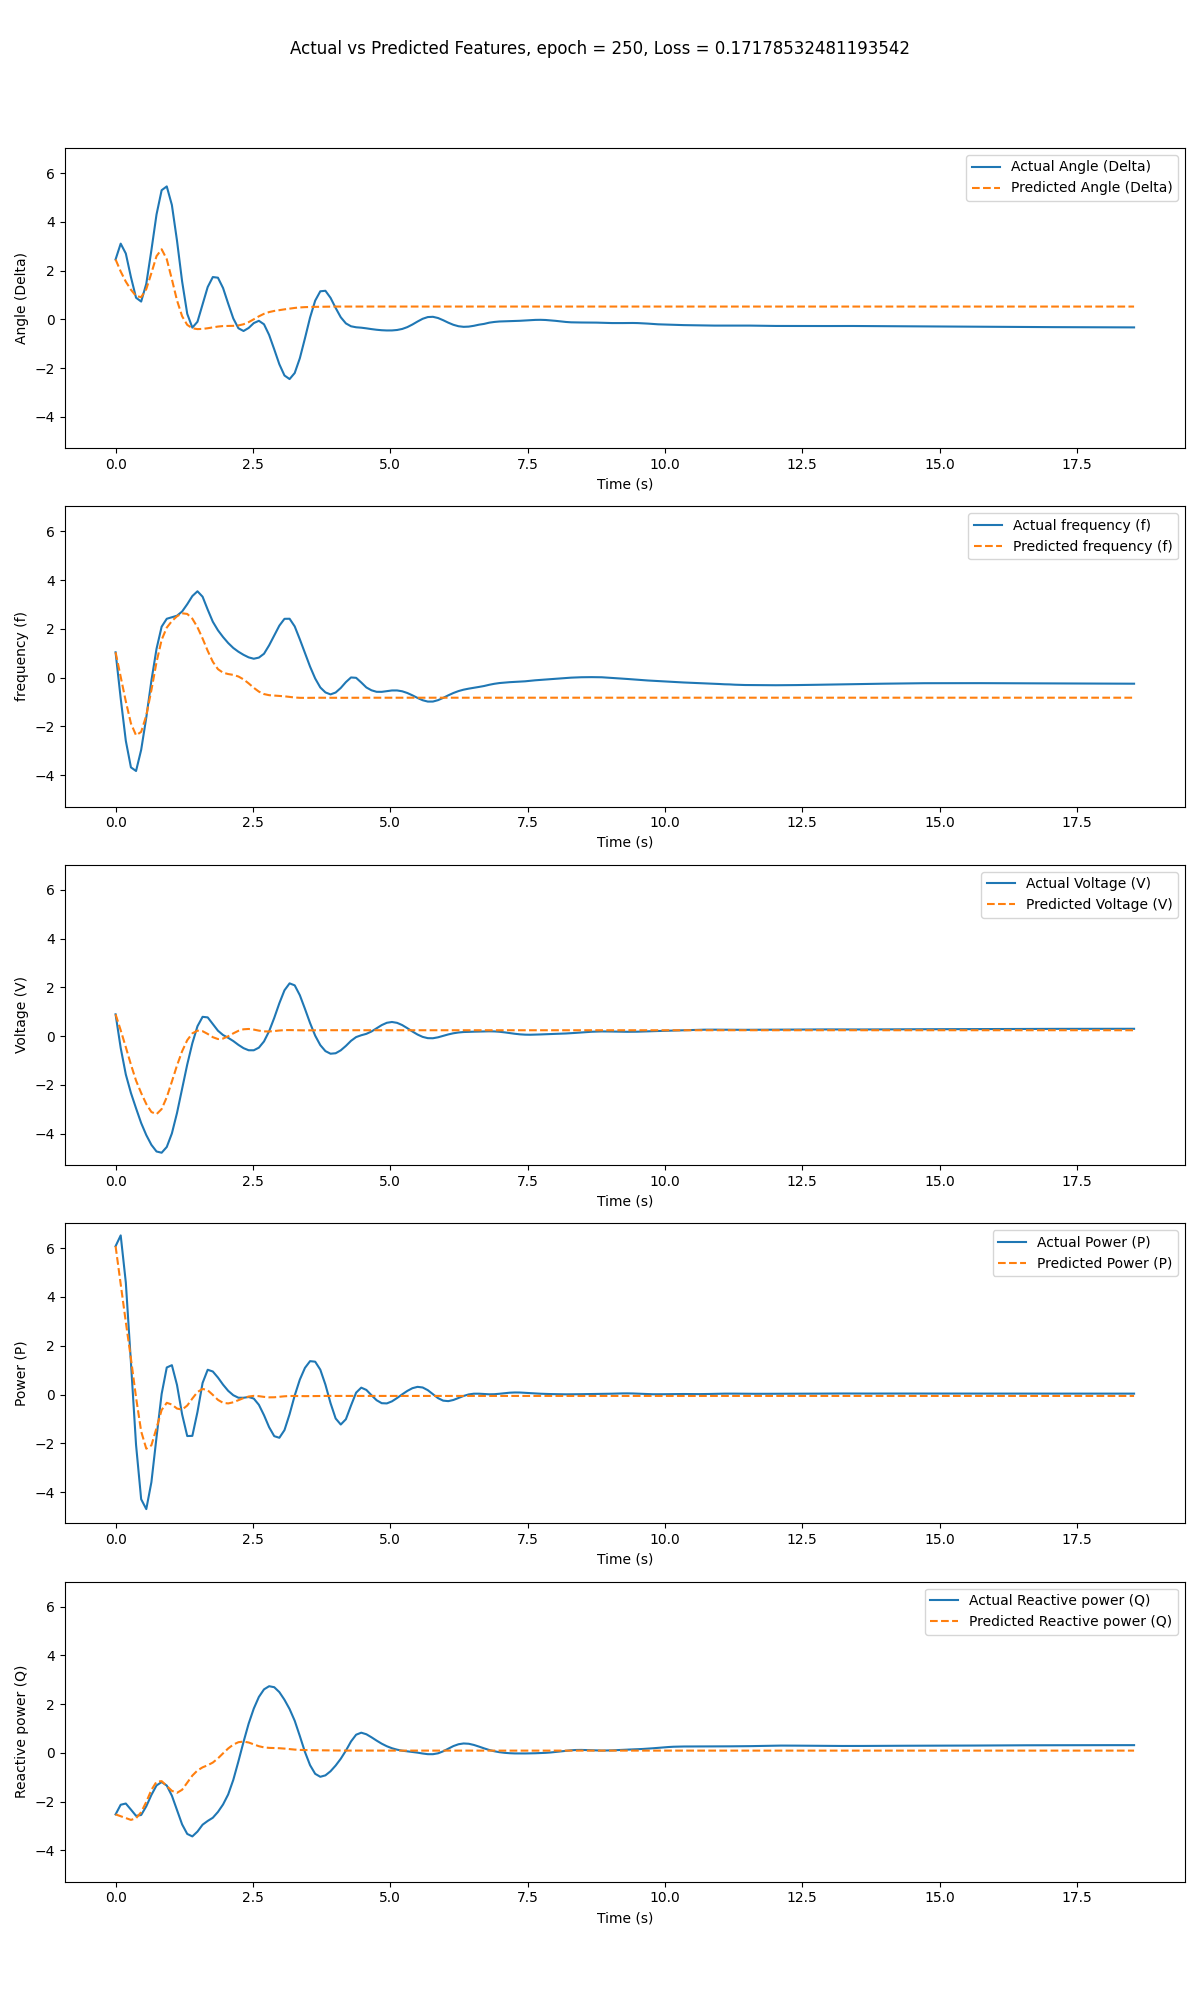 Actual vs Predicted Features, epoch = 250, Loss = 0.17178532481193542
Actual Angle (Delta)
Predicted Angle (Delta)
Angle (Delta)
6
4
2
0
−2
−4
0.0 2.5 5.0 7.5 10.0 12.5 15.0 17.5
Time (s)
Actual frequency (f)
Predicted frequency (f)
frequency (f)
6
4
2
0
−2
−4
0.0 2.5 5.0 7.5 10.0 12.5 15.0 17.5
Time (s)
Actual Voltage (V)
Predicted Voltage (V)
Voltage (V)
6
4
2
0
−2
−4
0.0 2.5 5.0 7.5 10.0 12.5 15.0 17.5
Time (s)
Actual Power (P)
Predicted Power (P)
Power (P)
6
4
2
0
−2
−4
0.0 2.5 5.0 7.5 10.0 12.5 15.0 17.5
Time (s)
Actual Reactive power (Q)
Predicted Reactive power (Q)
Reactive power (Q)
6
4
2
0
−2
−4
0.0 2.5 5.0 7.5 10.0 12.5 15.0 17.5
Time (s)